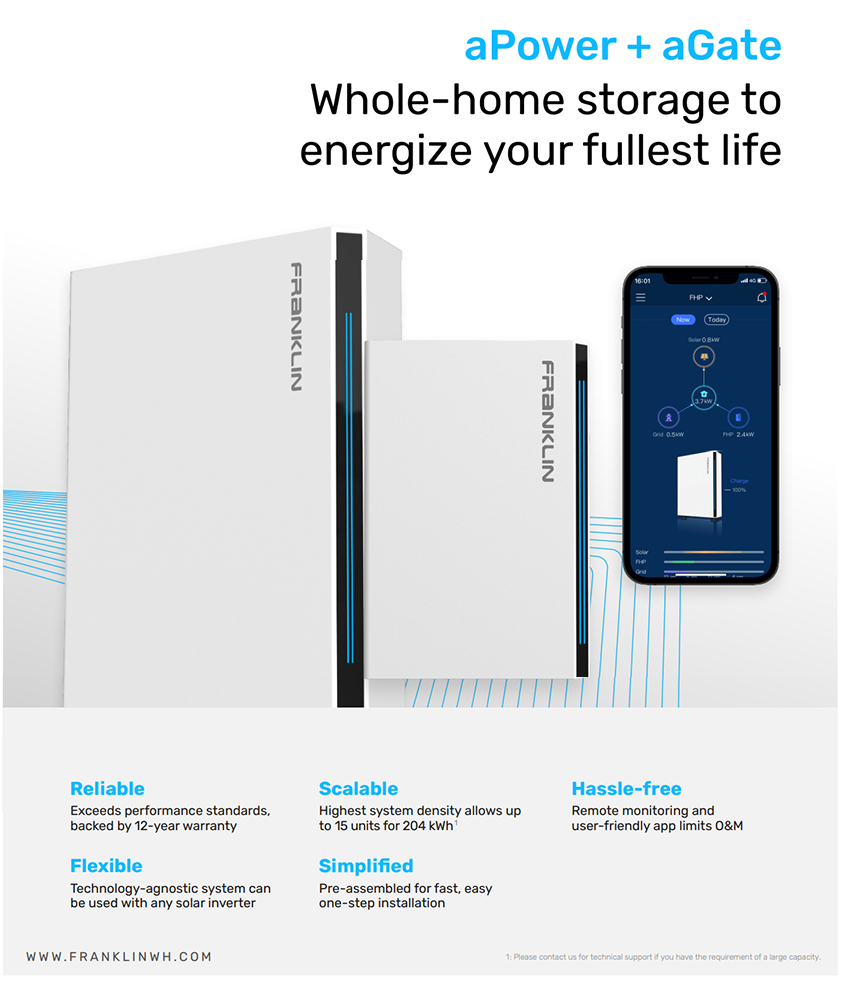 aPower + aGate
Whole-home storage to
energize your fullest life
FRANKLIN
FRANKLIN
16:01
4G
FHP
Now
Today
Solar 0.8kW
3.7kW
Grid 0.5kW
FHP 2.4kW
Charge
100%
Solar
FHP
Grid
Reliable
Exceeds performance standards,
backed by 12-year warranty
Scalable
Highest system density allows up
to 15 units for 204 kWh¹
Hassle-free
Remote monitoring and
user-friendly app limits O&M
Flexible
Technology-agnostic system can
be used with any solar inverter
Simplified
Pre-assembled for fast, easy
one-step installation
WWW.FRANKLINWH.COM
1: Please contact us for technical support if you have the requirement of a large capacity.